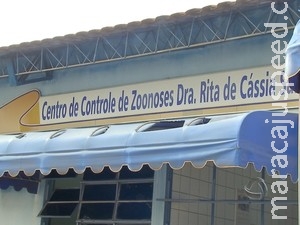 Centro de Controle de Zoonoses Dra. Rita de Cássia
maracajuspeed.com